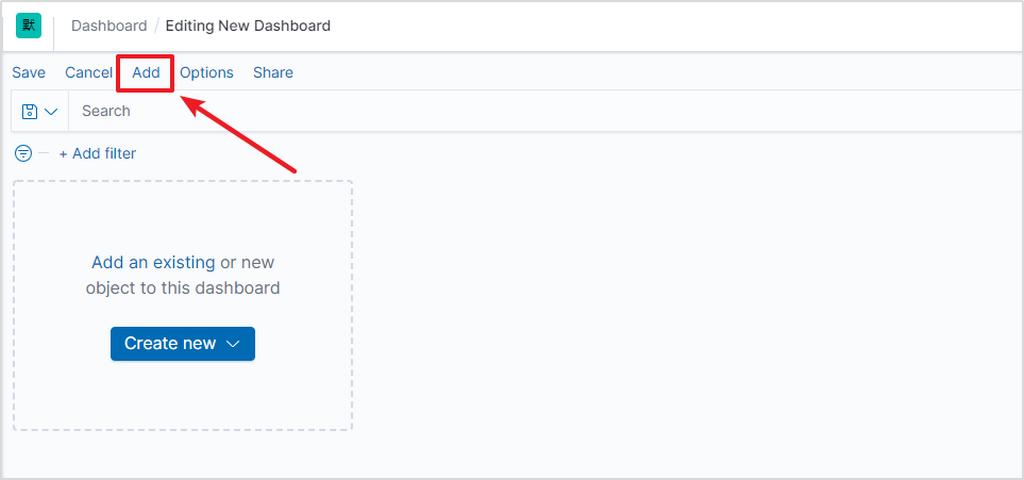 默 Dashboard / Editing New Dashboard
Save Cancel Add Options Share
Search
+ Add filter
Add an existing or new
object to this dashboard
Create new